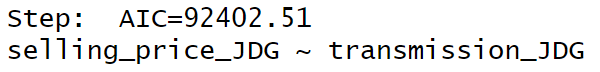 Step:  AIC=92402.51
selling_price_JDG ~ transmission_JDG